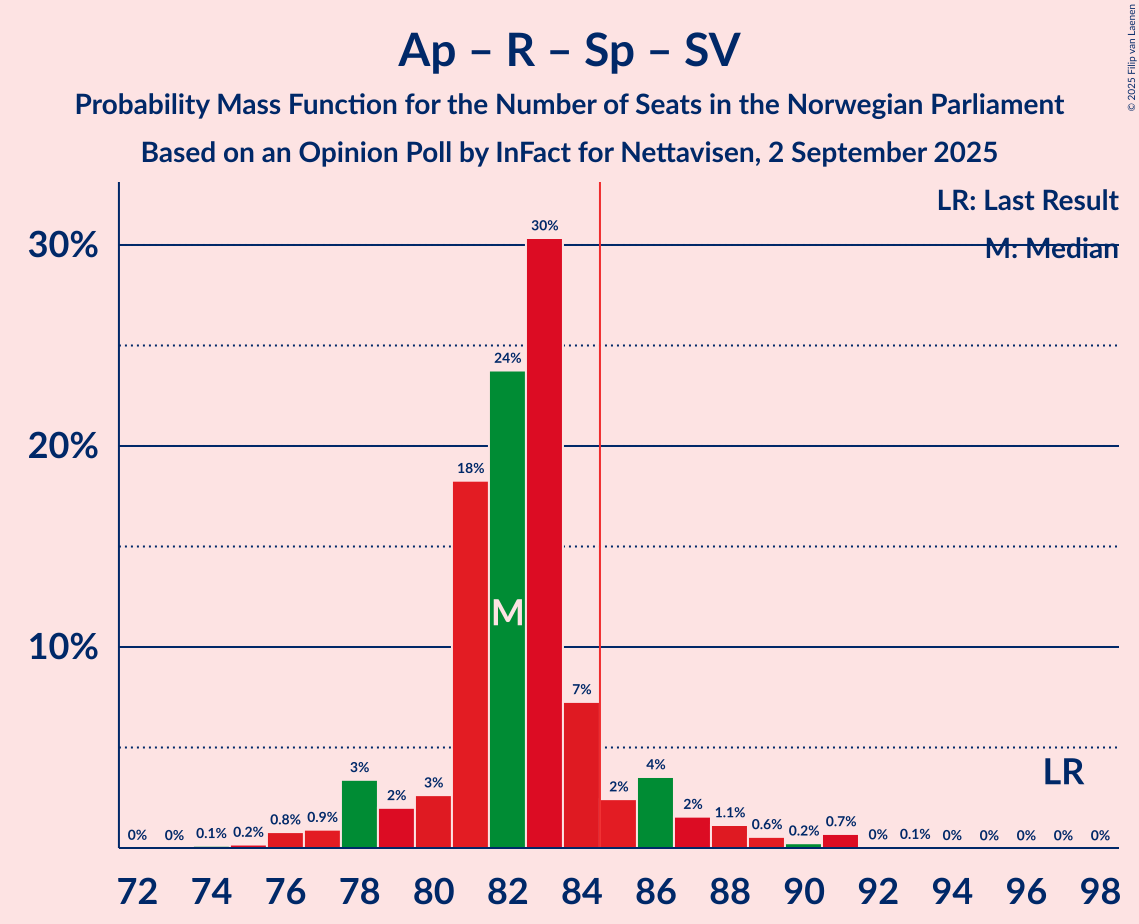 Ap – R – Sp – SV
Probability Mass Function for the Number of Seats in the Norwegian Parliament
Based on an Opinion Poll by InFact for Nettavisen, 2 September 2025
© 2025 Filip van Laenen
LR: Last Result
M: Median
30%
20%
10%
0% 0% 0.1% 0.2% 0.8% 0.9% 3% 2% 3% 18% 24% 30% 7% 2% 4% 2% 1.1% 0.6% 0.2% 0.7% 0% 0.1% 0% 0% 0% 0% 0%
M
LR
72 74 76 78 80 82 84 86 88 90 92 94 96 98